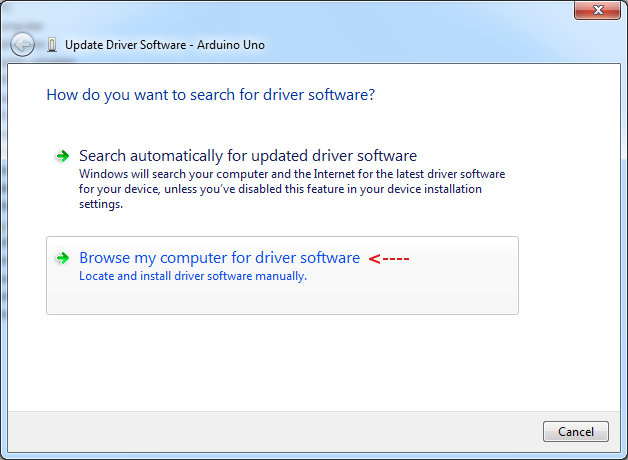 Update Driver Software - Arduino Uno
How do you want to search for driver software?
Search automatically for updated driver software
Windows will search your computer and the Internet for the latest driver software
for your device, unless you've disabled this feature in your device installation
settings.
Browse my computer for driver software <----
Locate and install driver software manually.
Cancel